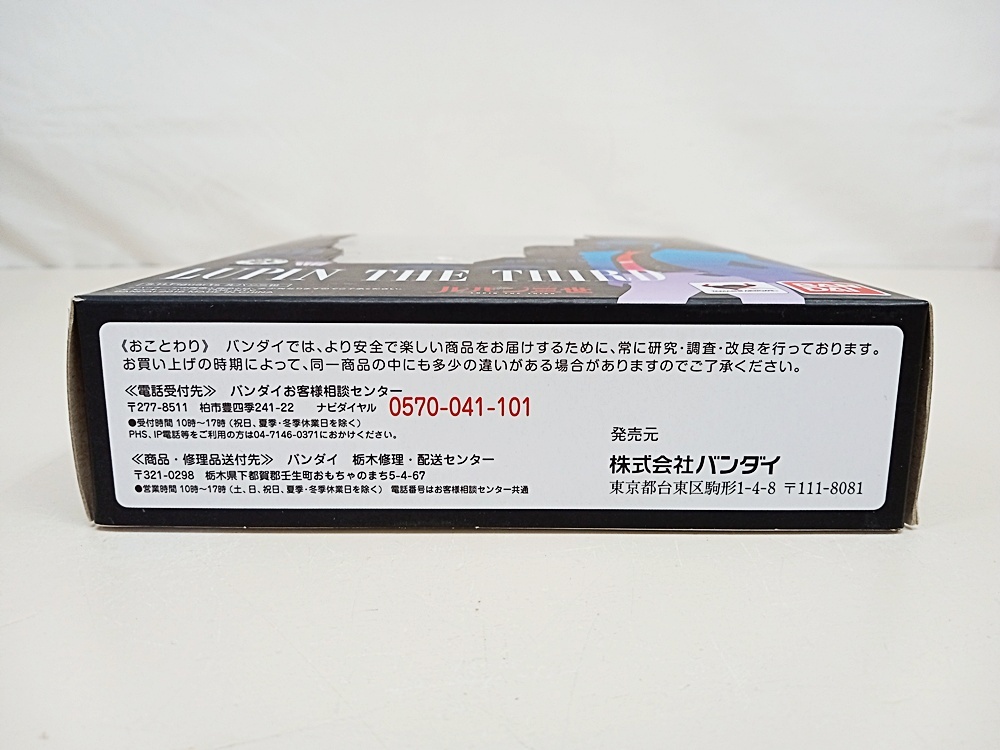 LUPIN THE THIRD
ルパン三世
BANDAI
《おことわり》 バンダイでは、より安全で楽しい商品をお届けするために、常に研究・調査・改良を行っております。
お買い上げの時期によって、同一商品の中にも多少の違いがある場合がありますのでご了承ください。
≪電話受付先≫ バンダイお客様相談センター
〒277-8511 柏市豊四季241-22 ナビダイヤル 0570-041-101
●受付時間 10時〜17時(祝日、夏季・冬季休業日を除く)
PHS、IP電話等をご利用の方は04-7146-0371におかけください。
≪商品・修理品送付先≫ バンダイ 栃木修理・配送センター
〒321-0298 栃木県下都賀郡壬生町おもちゃのまち5-4-67
●営業時間 10時〜17時(土、日、祝日、夏季・冬季休業日を除く) 電話番号はお客様相談センター共通
発売元
株式会社バンダイ
東京都台東区駒形1-4-8 〒111-8081